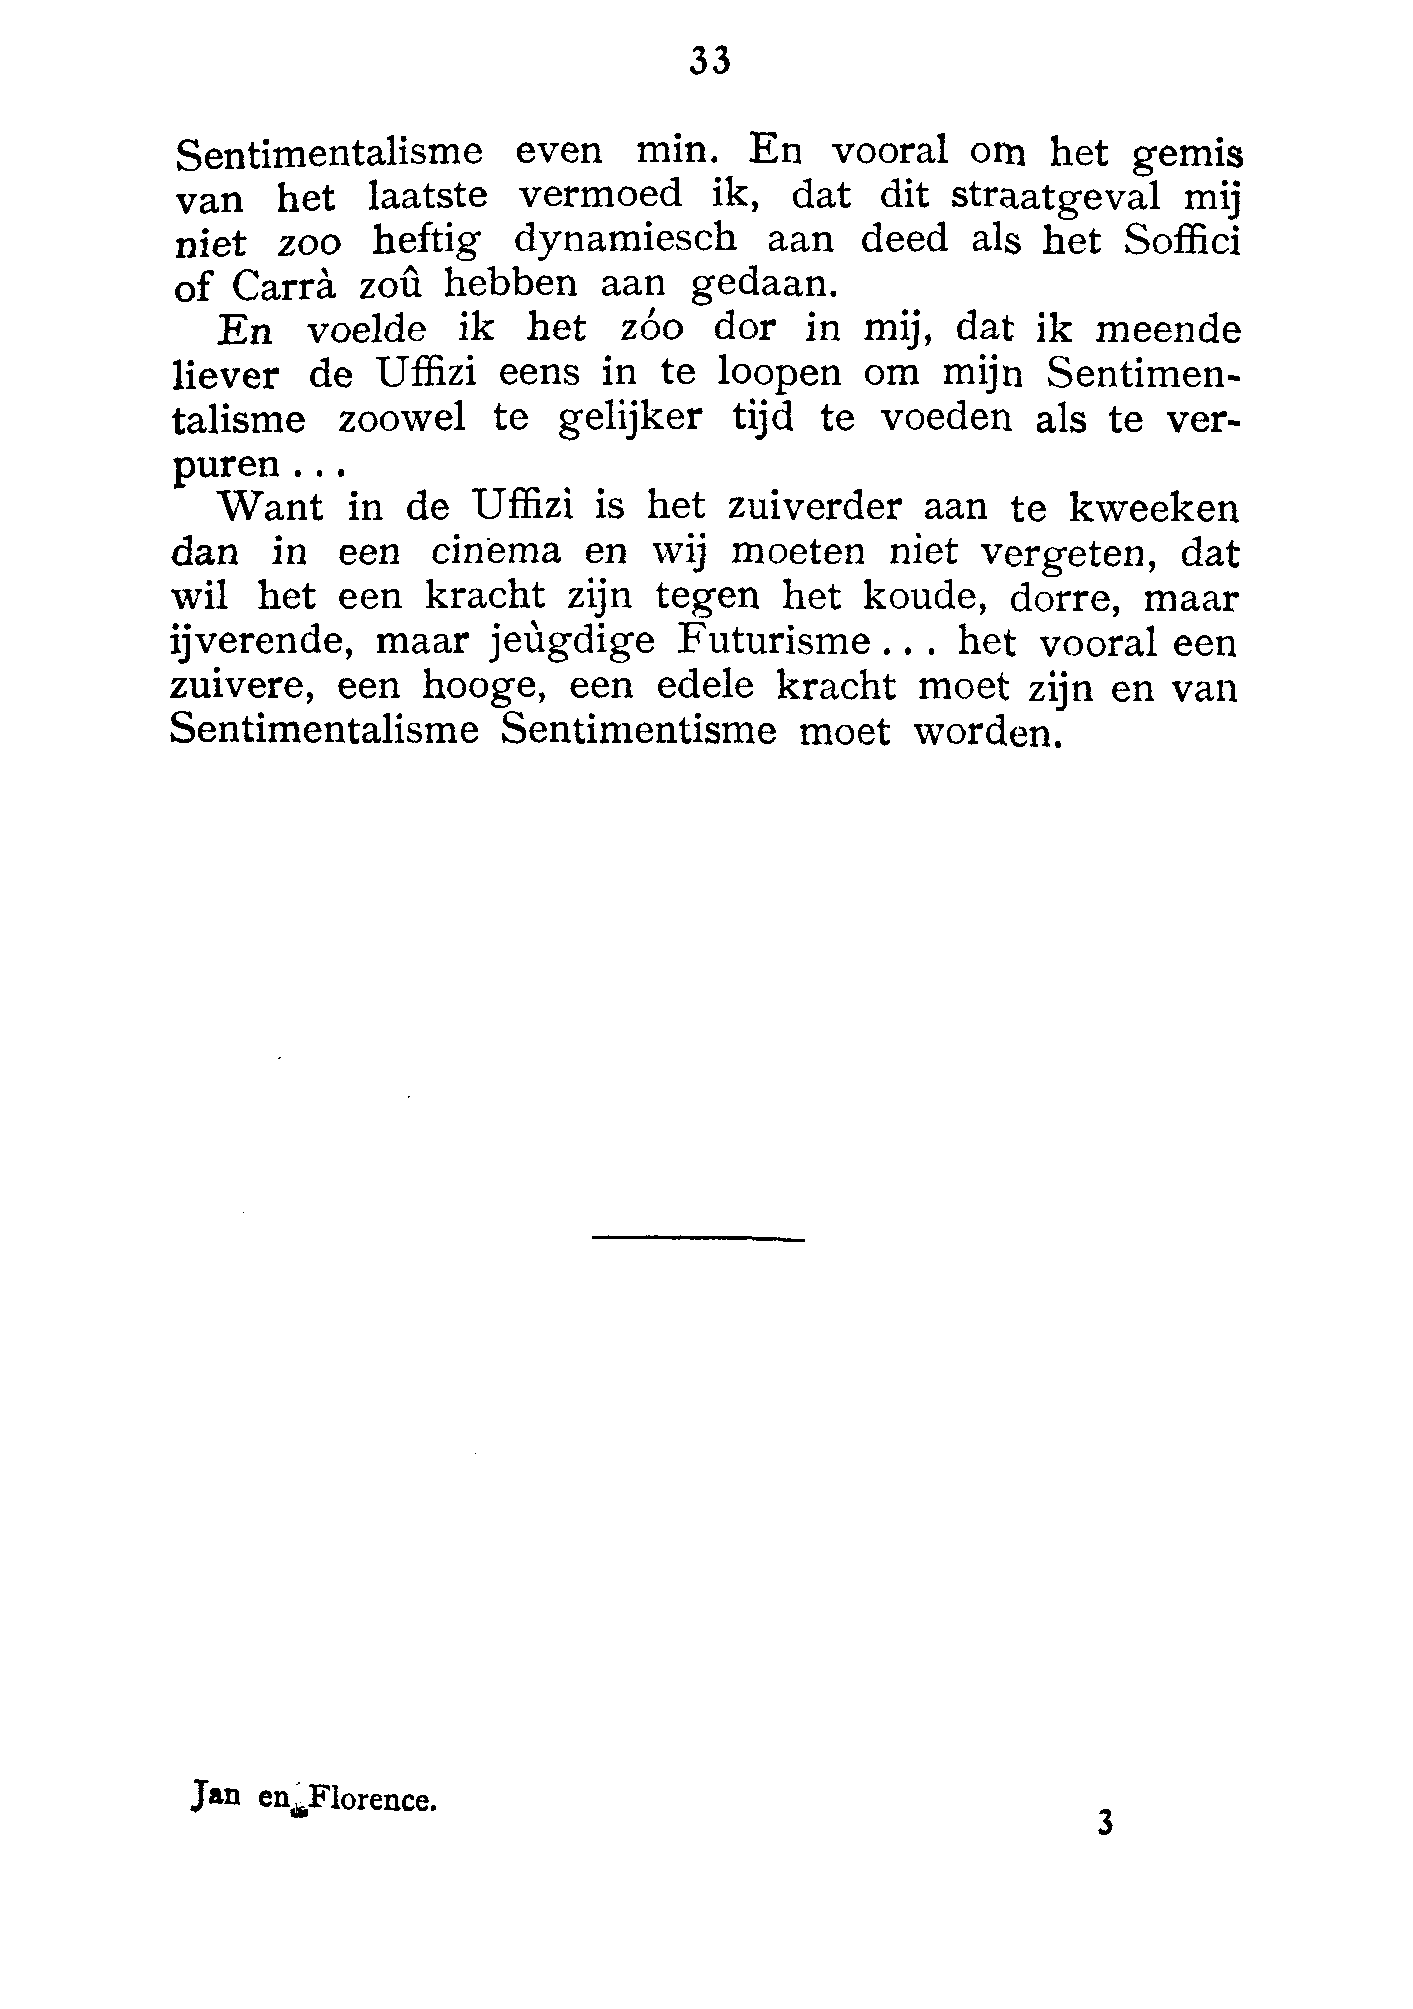 33
Sentimentalisme even min. En vooral om het gemis
van het laatste vermoed ik, dat dit straatgeval mij
niet zoo heftig dynamiesch aan deed als het Soffici
of Carrà zoû hebben aan gedaan.
En voelde ik het zóo dor in mij, dat ik meende
liever de Uffizi eens in te loopen om mijn Sentimen-
talisme zoowel te gelijker tijd te voeden als te ver-
puren . . .
Want in de Uffizi is het zuiverder aan te kweeken
dan in een cinema en wij moeten niet vergeten, dat
wil het een kracht zijn tegen het koude, dorre, maar
ijverende, maar jeùgdige Futurisme . . . het vooral een
zuivere, een hooge, een edele kracht moet zijn en van
Sentimentalisme Sentimentisme moet worden.
Jan en Florence.
3